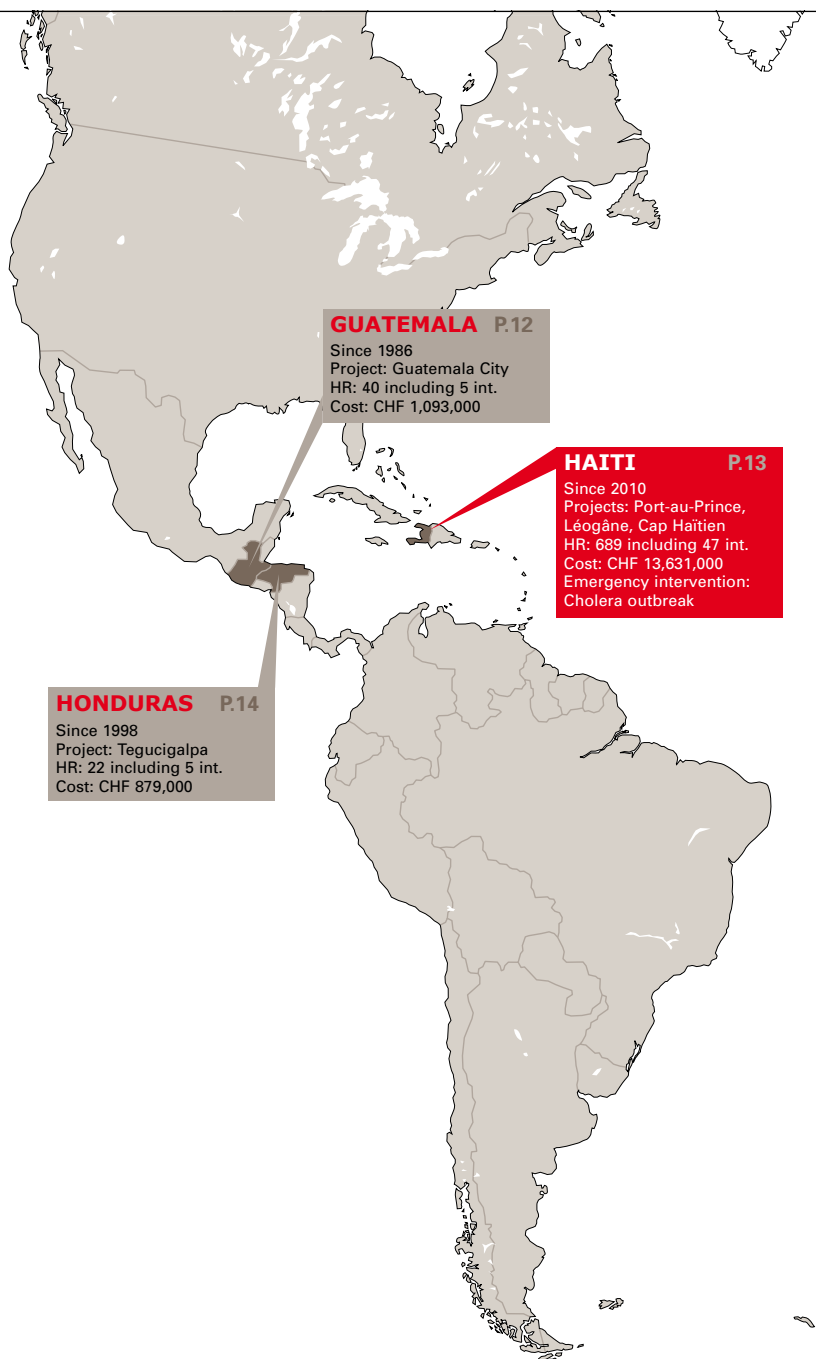 GUATEMALA P.12
Since 1986
Project: Guatemala City
HR: 40 including 5 int.
Cost: CHF 1,093,000
HAITI P.13
Since 2010
Projects: Port-au-Prince,
Léogâne, Cap Haïtien
HR: 689 including 47 int.
Cost: CHF 13,631,000
Emergency intervention:
Cholera outbreak
HONDURAS P.14
Since 1998
Project: Tegucigalpa
HR: 22 including 5 int.
Cost: CHF 879,000